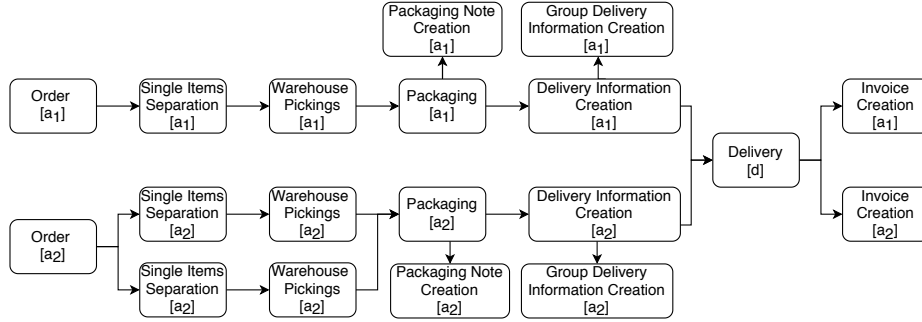 Packaging Note
Creation
[a1]
Group Delivery
Information Creation
[a1]
Order
[a1]
Single Items
Separation
[a1]
Warehouse
Pickings
[a1]
Packaging
[a1]
Delivery Information
Creation
[a1]
Invoice
Creation
[a1]
Delivery
[d]
Order
[a2]
Single Items
Separation
[a2]
Warehouse
Pickings
[a2]
Packaging
[a2]
Delivery Information
Creation
[a2]
Invoice
Creation
[a2]
Single Items
Separation
[a2]
Warehouse
Pickings
[a2]
Packaging Note
Creation
[a2]
Group Delivery
Information Creation
[a2]